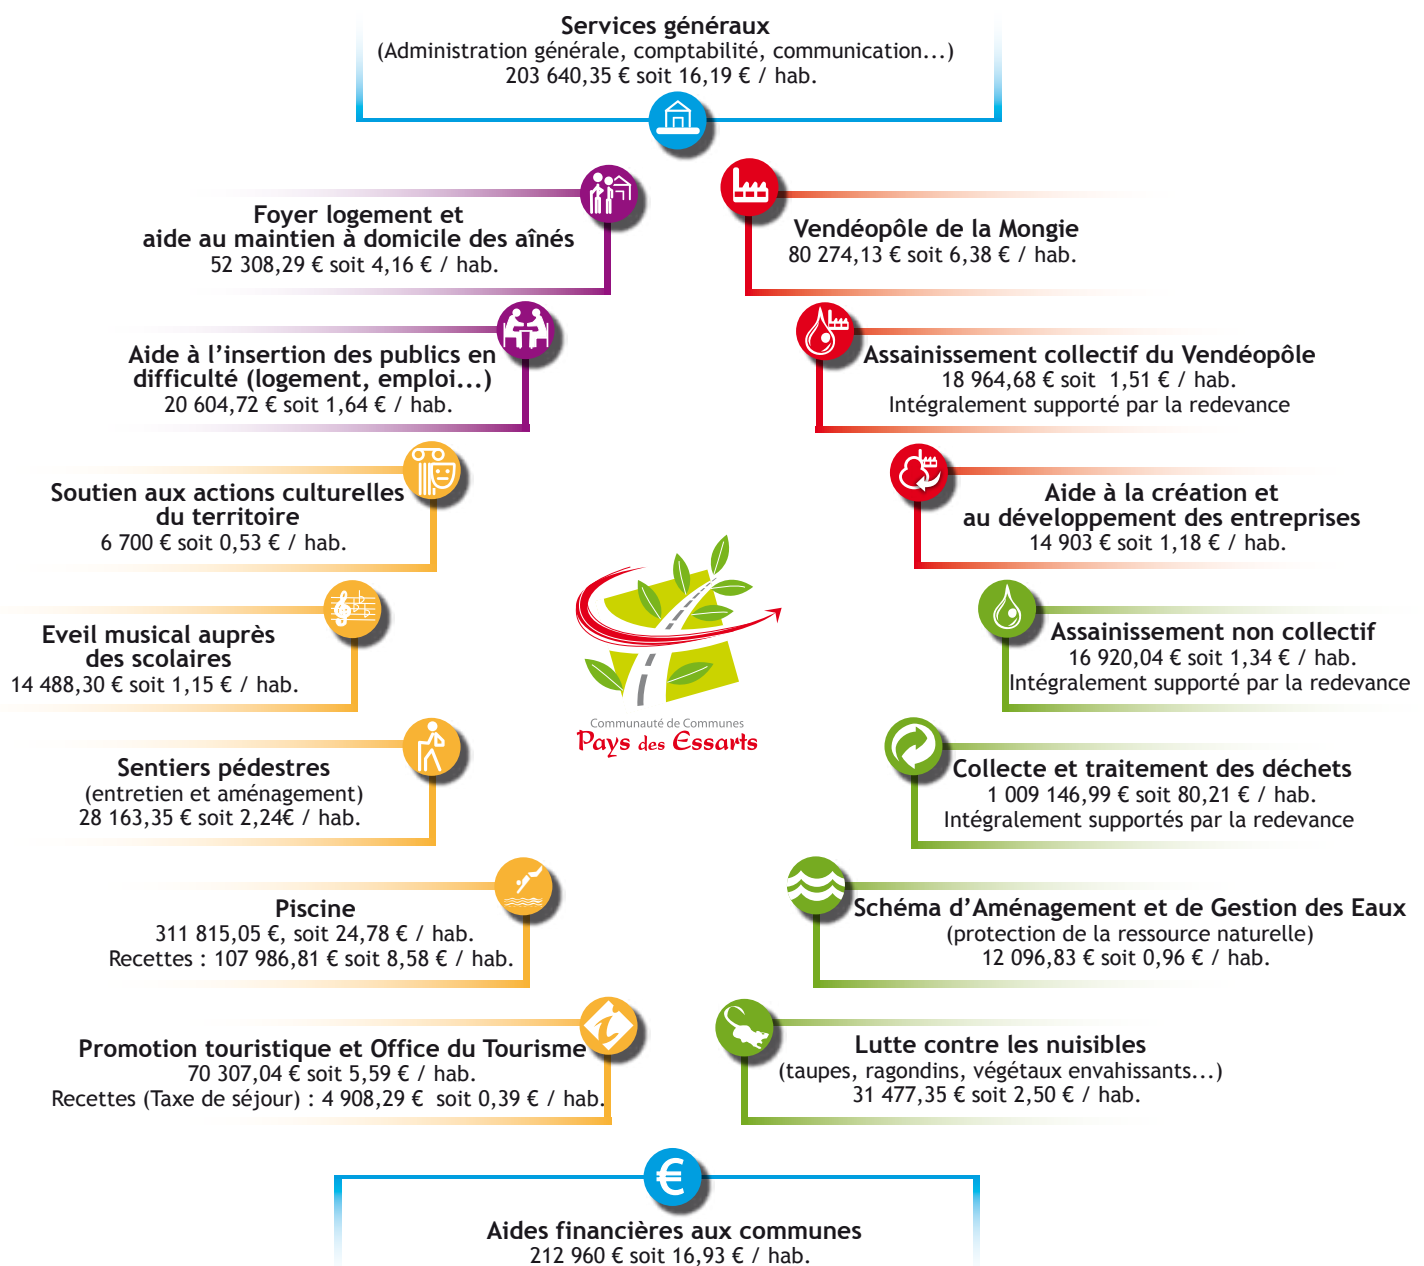 Services généraux
(Administration générale, comptabilité, communication...)
203 640,35 € soit 16,19 € / hab.
Foyer logement et
aide au maintien à domicile des aînés
52 308,29 € soit 4,16 € / hab.
Aide à l’insertion des publics en
difficulté (logement, emploi...)
20 604,72 € soit 1,64 € / hab.
Soutien aux actions culturelles
du territoire
6 700 € soit 0,53 € / hab.
Eveil musical auprès
des scolaires
14 488,30 € soit 1,15 € / hab.
Sentiers pédestres
(entretien et aménagement)
28 163,35 € soit 2,24€ / hab.
Piscine
311 815,05 €, soit 24,78 € / hab.
Recettes : 107 986,81 € soit 8,58 € / hab.
Promotion touristique et Office du Tourisme
70 307,04 € soit 5,59 € / hab.
Recettes (Taxe de séjour) : 4 908,29 € soit 0,39 € / hab.
Communauté de Communes
Pays des Essarts
Vendéopôle de la Mongie
80 274,13 € soit 6,38 € / hab.
Assainissement collectif du Vendéopôle
18 964,68 € soit 1,51 € / hab.
Intégralement supporté par la redevance
Aide à la création et
au développement des entreprises
14 903 € soit 1,18 € / hab.
Assainissement non collectif
16 920,04 € soit 1,34 € / hab.
Intégralement supporté par la redevance
Collecte et traitement des déchets
1 009 146,99 € soit 80,21 € / hab.
Intégralement supportés par la redevance
Schéma d’Aménagement et de Gestion des Eaux
(protection de la ressource naturelle)
12 096,83 € soit 0,96 € / hab.
Lutte contre les nuisibles
(taupes, ragondins, végétaux envahissants...)
31 477,35 € soit 2,50 € / hab.
€
Aides financières aux communes
212 960 € soit 16,93 € / hab.